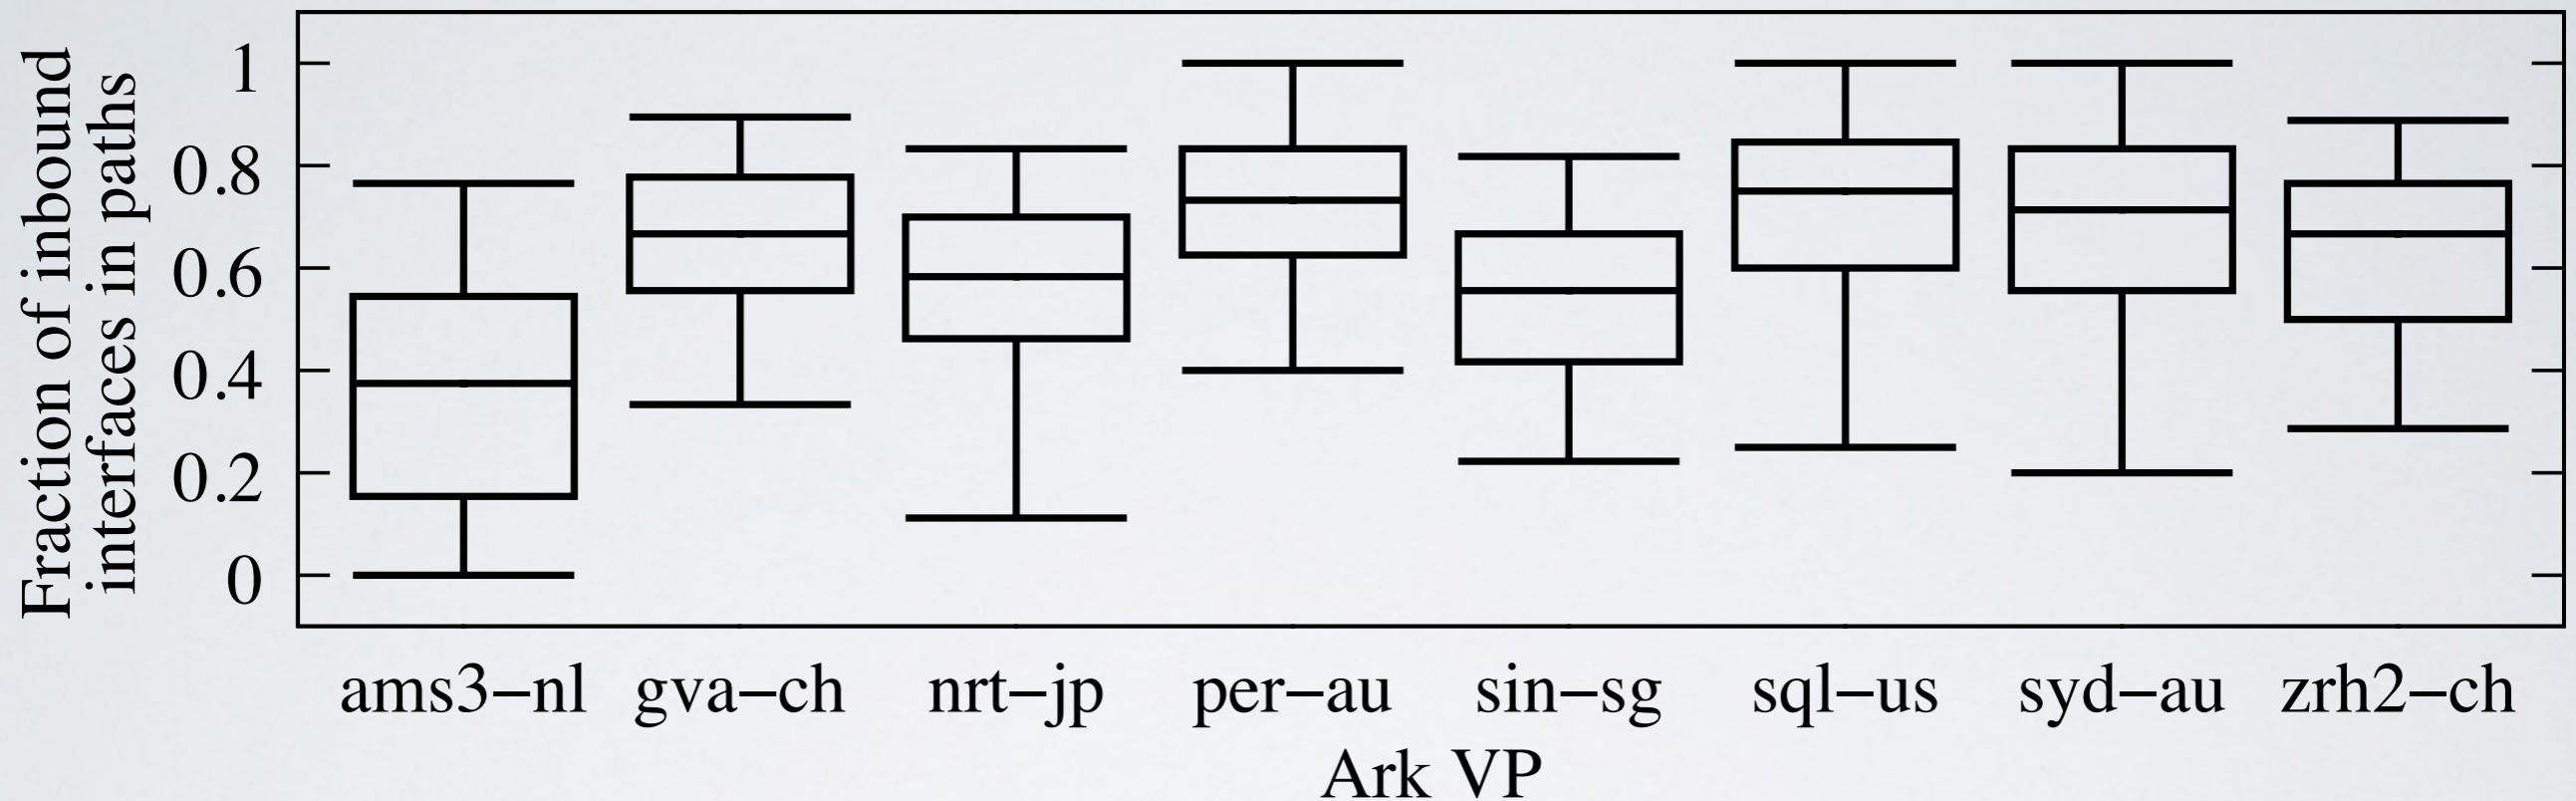 Fraction of inbound
interfaces in paths
1
0.8
0.6
0.4
0.2
0
ams3−nl gva−ch nrt−jp per−au sin−sg sql−us syd−au zrh2−ch
Ark VP